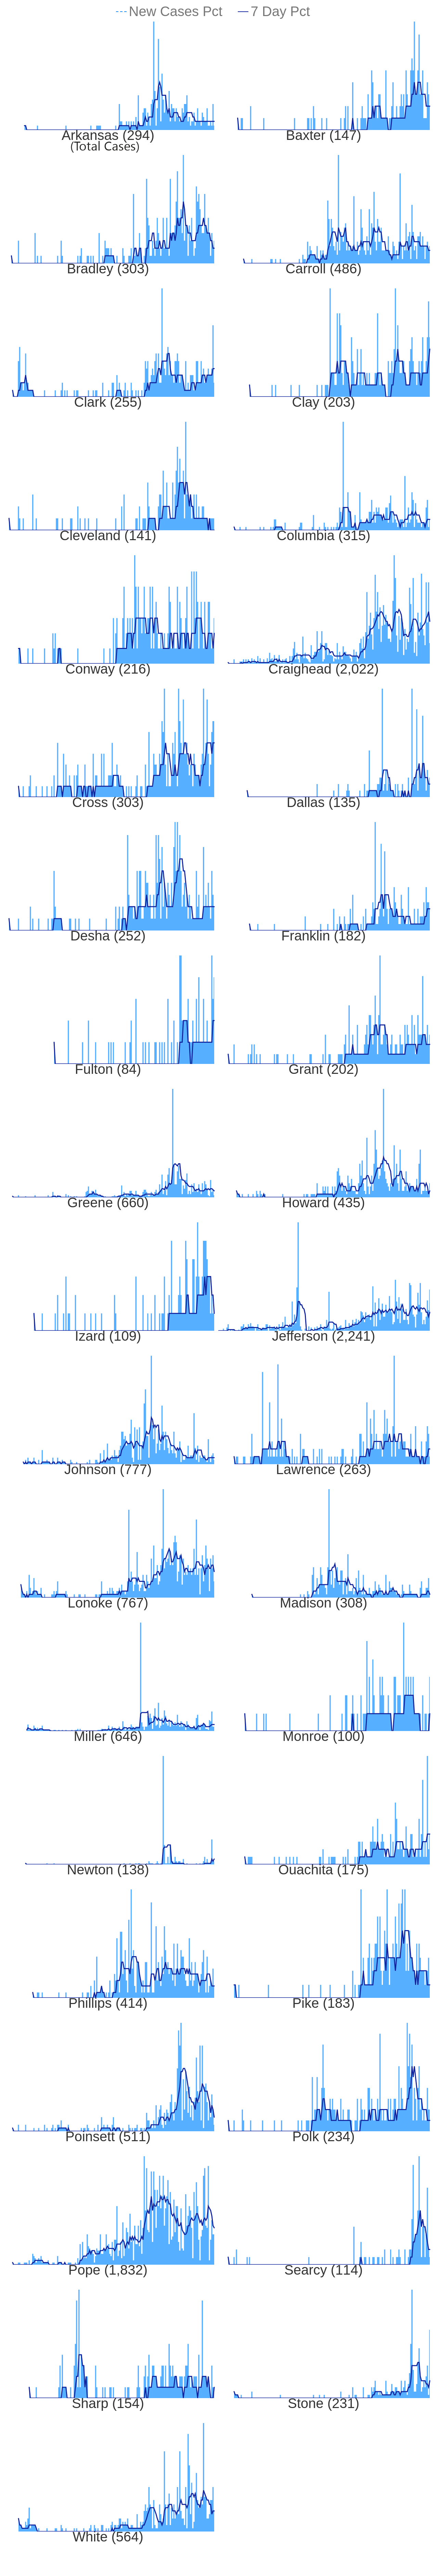 New Cases Pct 7 Day Pct
Arkansas (294) Baxter (147)
(Total Cases)
Bradley (303) Carroll (486)
Clark (255) Clay (203)
Cleveland (141) Columbia (315)
Conway (216) Craighead (2,022)
Cross (303) Dallas (135)
Desha (252) Franklin (182)
Fulton (84) Grant (202)
Greene (660) Howard (435)
Izard (109) Jefferson (2,241)
Johnson (777) Lawrence (263)
Lonoke (767) Madison (308)
Miller (646) Monroe (100)
Newton (138) Ouachita (175)
Phillips (414) Pike (183)
Poinsett (511) Polk (234)
Pope (1,832) Searcy (114)
Sharp (154) Stone (231)
White (564)